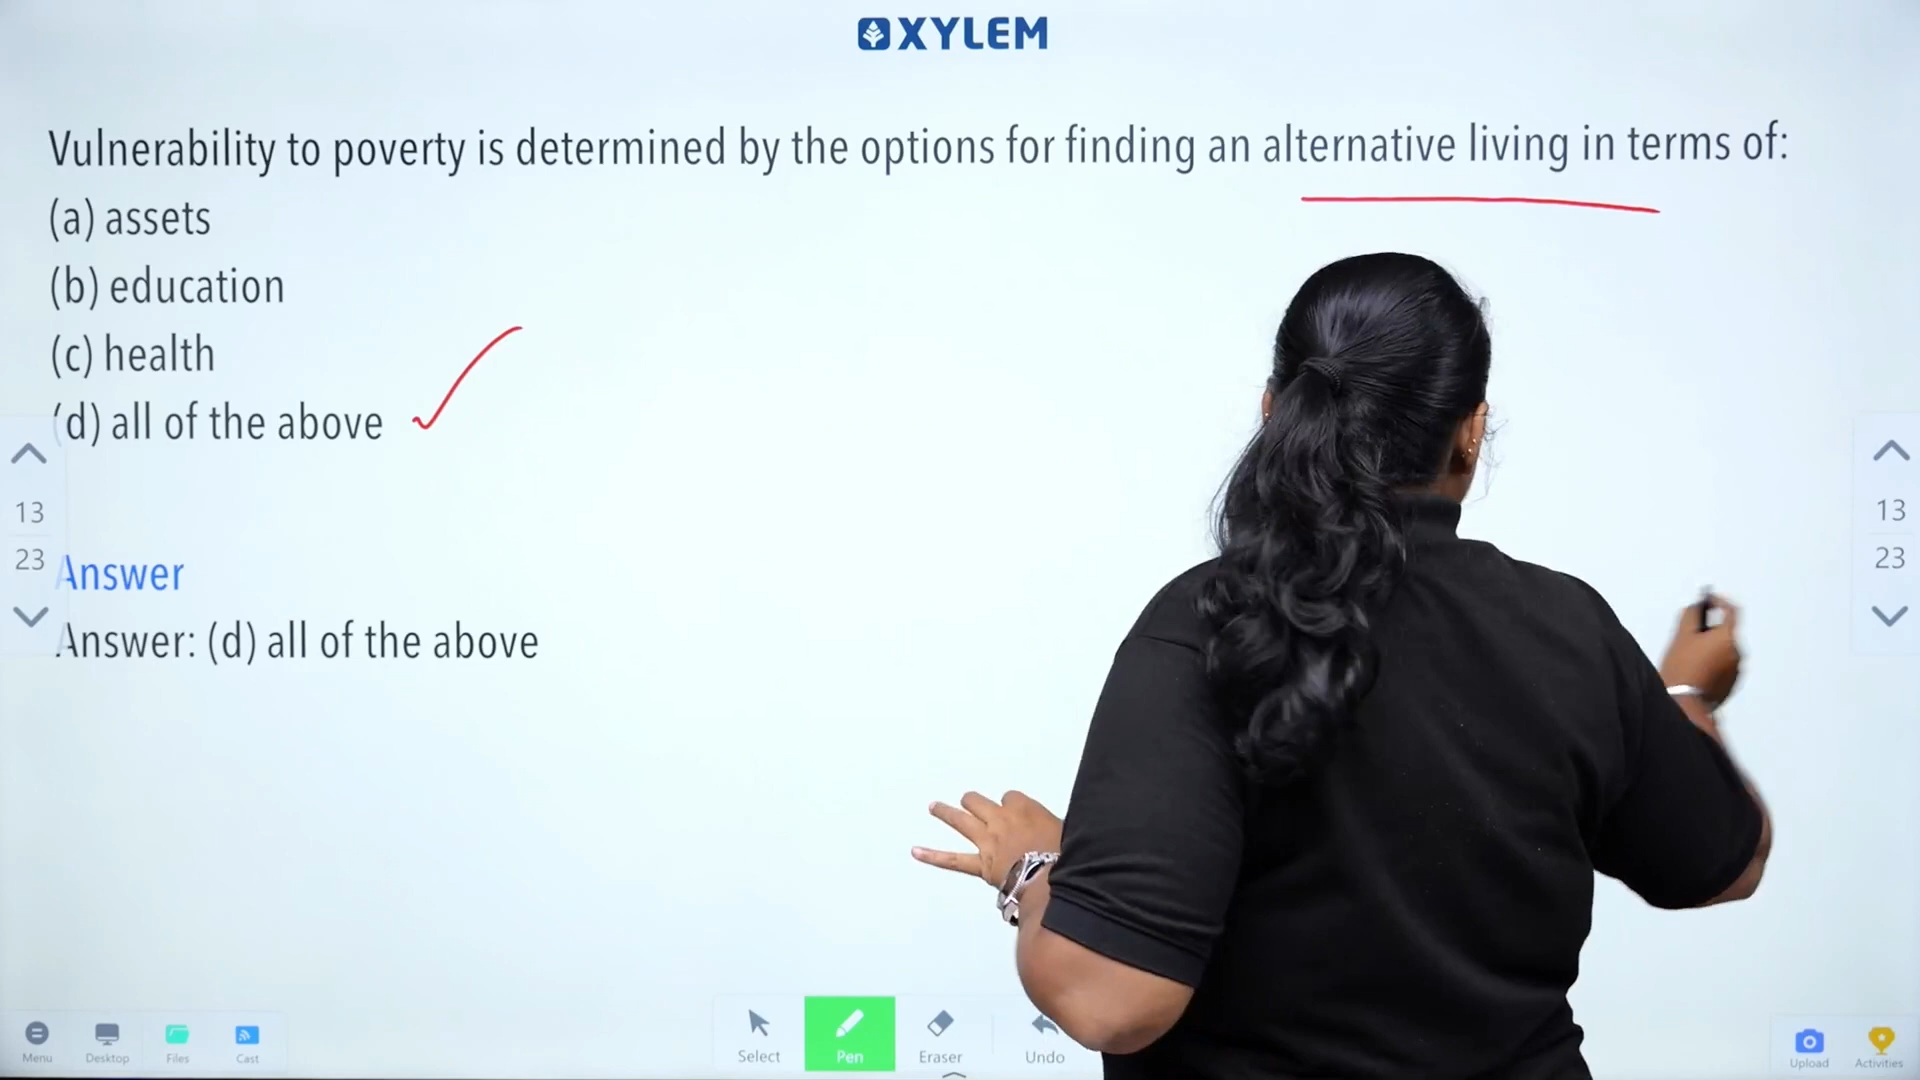 XYLEM
Vulnerability to poverty is determined by the options for finding an alternative living in terms of:
(a) assets
(b) education
(c) health
(d) all of the above
13
23
13
23
Answer
Answer: (d) all of the above
Menu
Desktop
Files
Cast
Select
Pen
Eraser
Undo
Upload
Activities